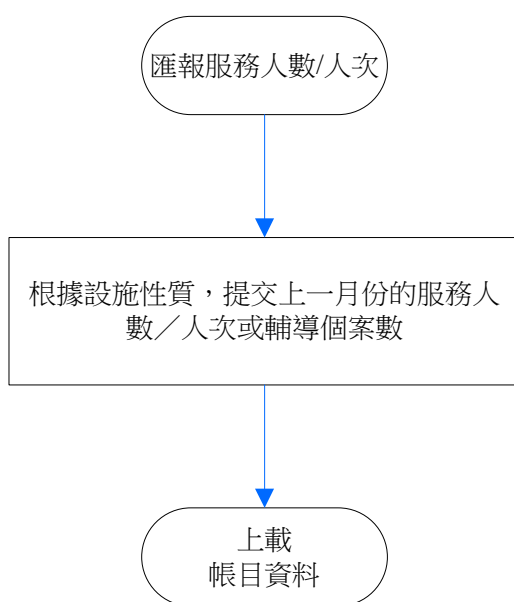 匯報服務人數/人次
根據設施性質，提交上一月份的服務人
數／人次或輔導個案數
上載
帳目資料